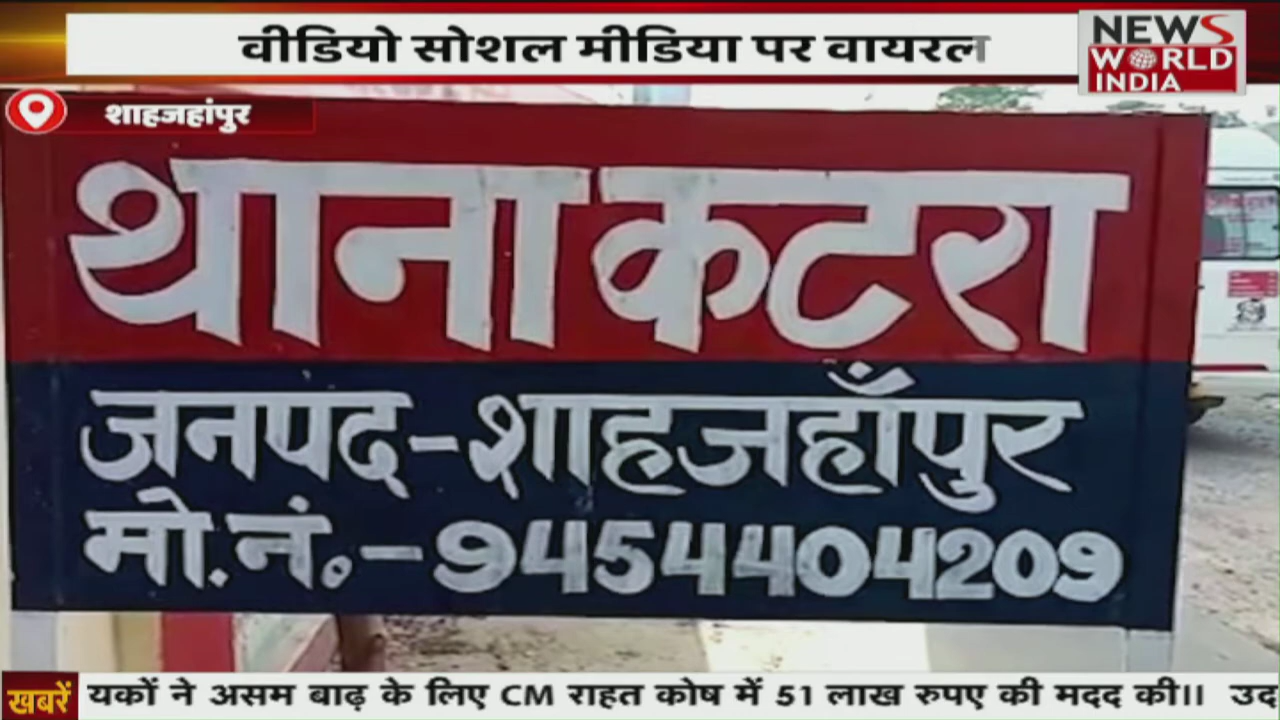 वीडियो सोशल मीडिया पर वायरल
NEWS
WORLD
INDIA
शाहजहांपुर
थाना कटरा
जनपद-शाहजहाँपुर
मो.नं.-9454404209
खबरें यकों ने असम बाढ़ के लिए CM राहत कोष में 51 लाख रुपए की मदद की।। उद